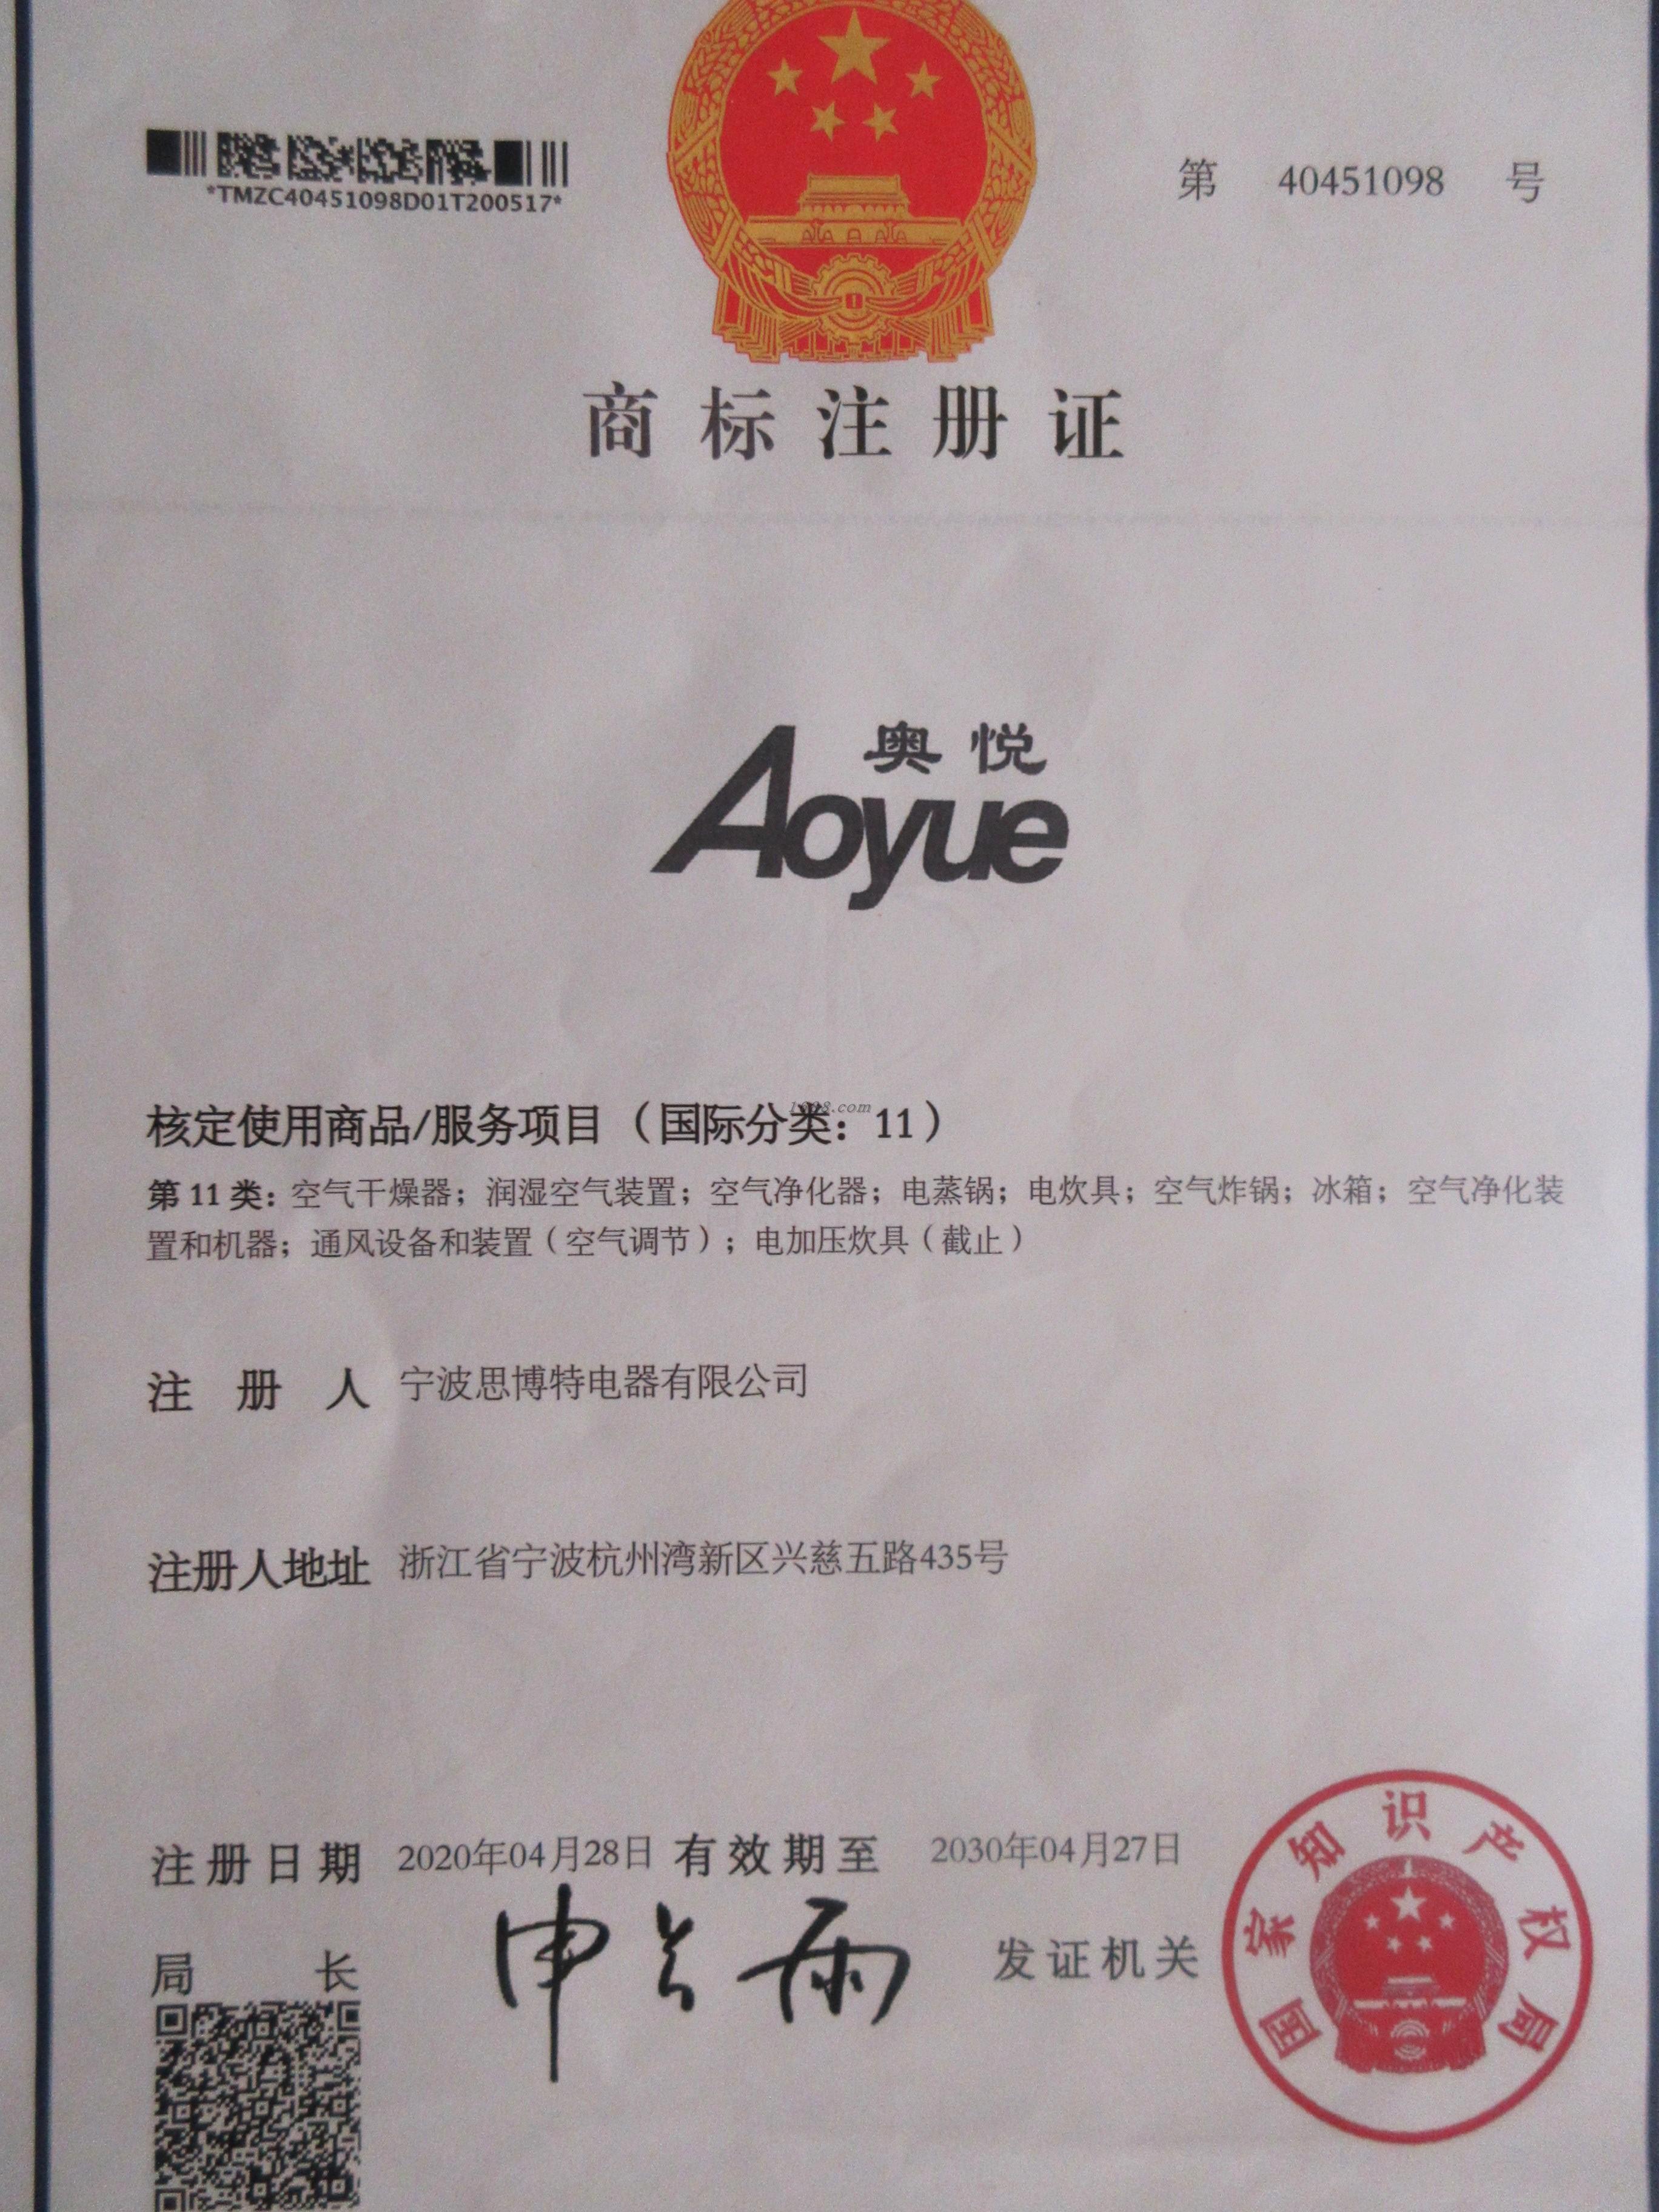 *TMZC40451098D01T200517*
第 40451098 号
商标注册证
奥悦
Aoyue
核定使用商品/服务项目（国际分类：11）
第 11 类：空气干燥器；润湿空气装置；空气净化器；电蒸锅；电炊具；空气炸锅；冰箱；空气净化装
置和机器；通风设备和装置（空气调节）；电加压炊具（截止）
注册人 宁波思博特电器有限公司
注册人地址 浙江省宁波杭州湾新区兴慈五路435号
注册日期 2020年04月28日 有效期至 2030年04月27日
局长 申长雨 发证机关
国家知识产权局